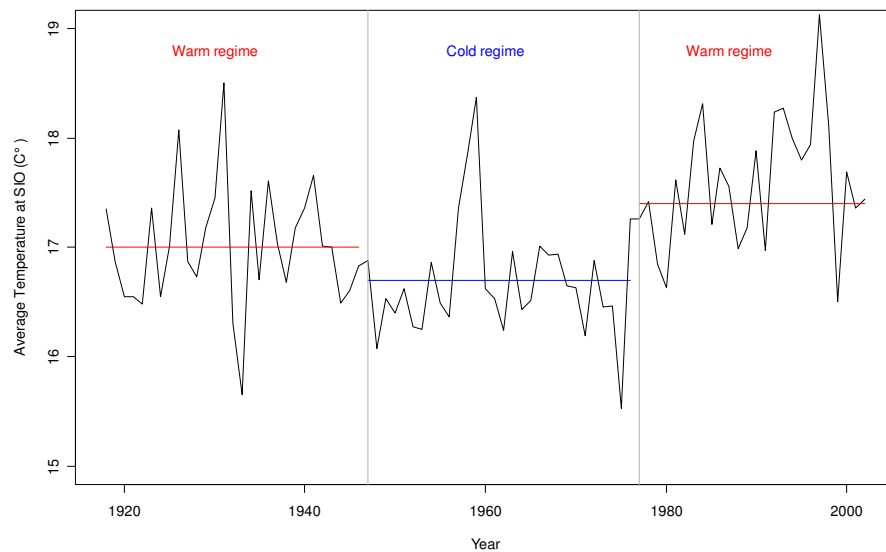 Warm regime
Cold regime
Warm regime
Average Temperature at SIO (C° )
19
18
17
16
15
1920
1940
1960
1980
2000
Year